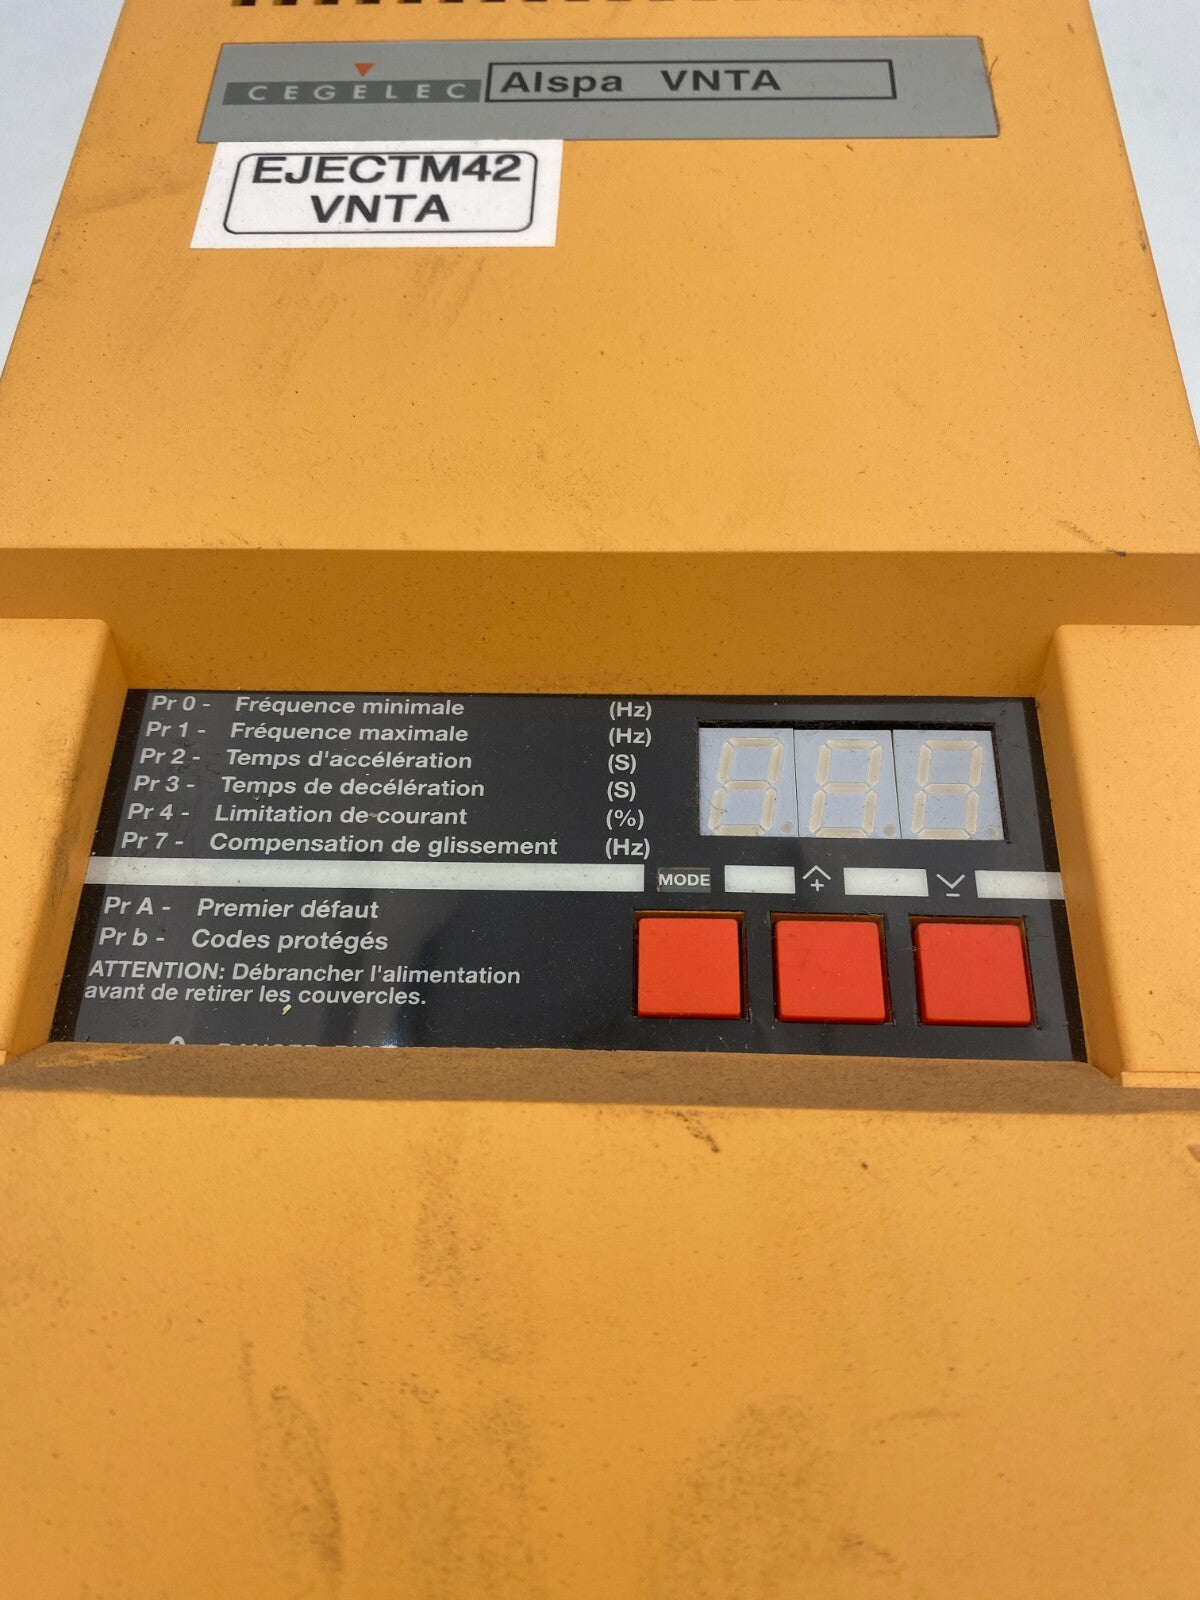 CEGELEC Alspa VNTA
EJECTM42
VNTA
Pr 0 - Fréquence minimale (Hz)
Pr 1 - Fréquence maximale (Hz)
Pr 2 - Temps d'accélération (S)
Pr 3 - Temps de decélération (S)
Pr 4 - Limitation de courant (%)
Pr 7 - Compensation de glissement (Hz)
MODE
Pr A - Premier défaut
Pr b - Codes protégés
ATTENTION: Débrancher l'alimentation
avant de retirer les couvercles.